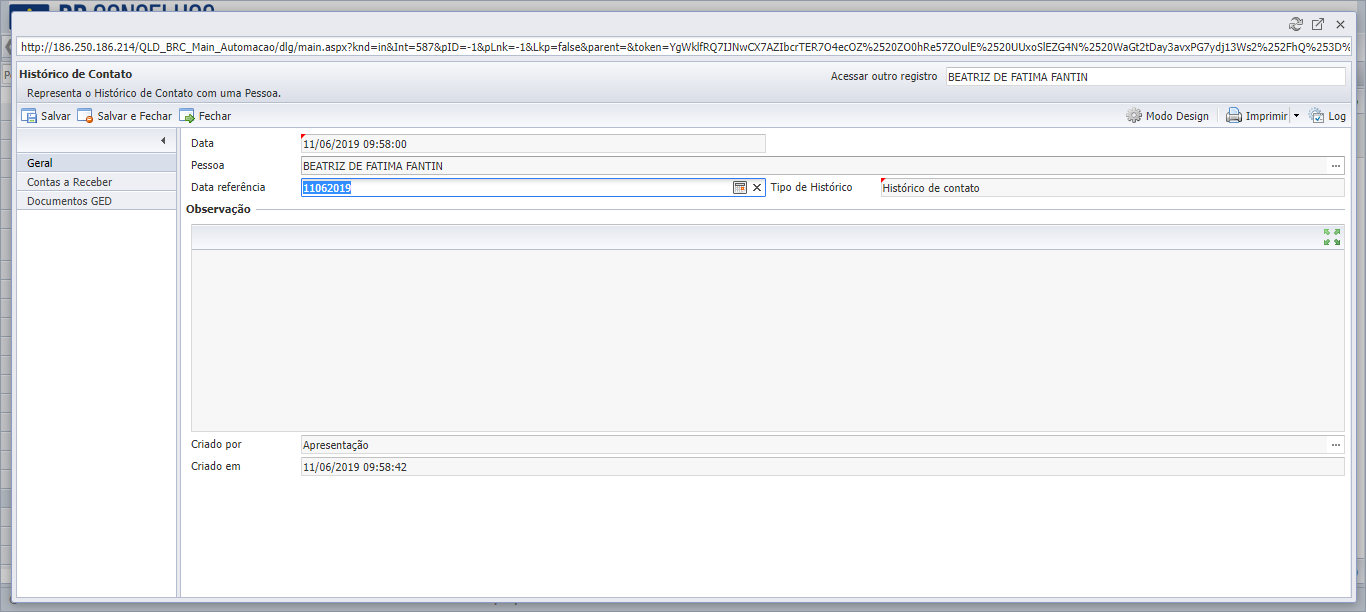 http://186.250.186.214/QLD_BRC_Main_Automacao/dlg/main.aspx?knd=in&Int=587&pID=-1&pLnk=-1&Lkp=false&parent=&token=YgWklfRQ7IJNwCX7AZIbcrTER7O4ecOZ%2520ZO0hRe57ZOulE%2520UUxoSlEZG4N%2520WaGt2tDay3avxPG7ydj13Ws2%252FhQ%253D%
Histórico de Contato
Acessar outro registro BEATRIZ DE FATIMA FANTIN
Representa o Histórico de Contato com uma Pessoa.
Salvar Salvar e Fechar Fechar Modo Design Imprimir Log
Geral
Contas a Receber
Documentos GED
Data 11/06/2019 09:58:00
Pessoa BEATRIZ DE FATIMA FANTIN ...
Data referência 11062019 Tipo de Histórico Histórico de contato
Observação
Criado por Apresentação ...
Criado em 11/06/2019 09:58:42